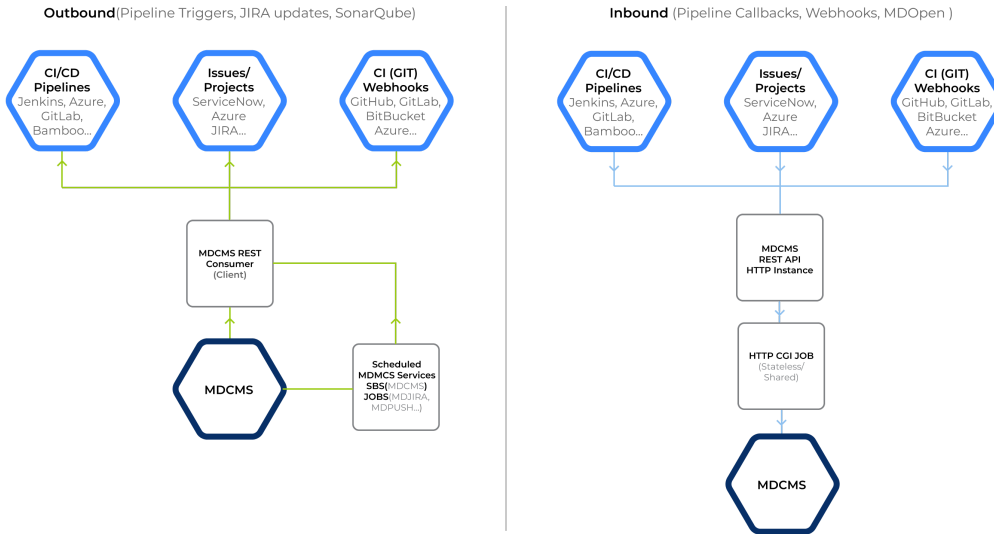 Outbound(Pipeline Triggers, JIRA updates, SonarQube)
CI/CD
Pipelines
Jenkins, Azure,
GitLab,
Bamboo...
Issues/
Projects
ServiceNow,
Azure
JIRA...
CI (GIT)
Webhooks
GitHub, GitLab,
BitBucket
Azure...
MDCMS REST
Consumer
(Client)
MDCMS
Scheduled
MDMCS Services
SBS(MDCMS)
JOBS(MDJIRA,
MDPUSH...)
Inbound (Pipeline Callbacks, Webhooks, MDOpen )
CI/CD
Pipelines
Jenkins, Azure,
GitLab,
Bamboo...
Issues/
Projects
ServiceNow,
Azure
JIRA...
CI (GIT)
Webhooks
GitHub, GitLab,
BitBucket
Azure...
MDCMS
REST API
HTTP Instance
HTTP CGI JOB
(Stateless/
Shared)
MDCMS